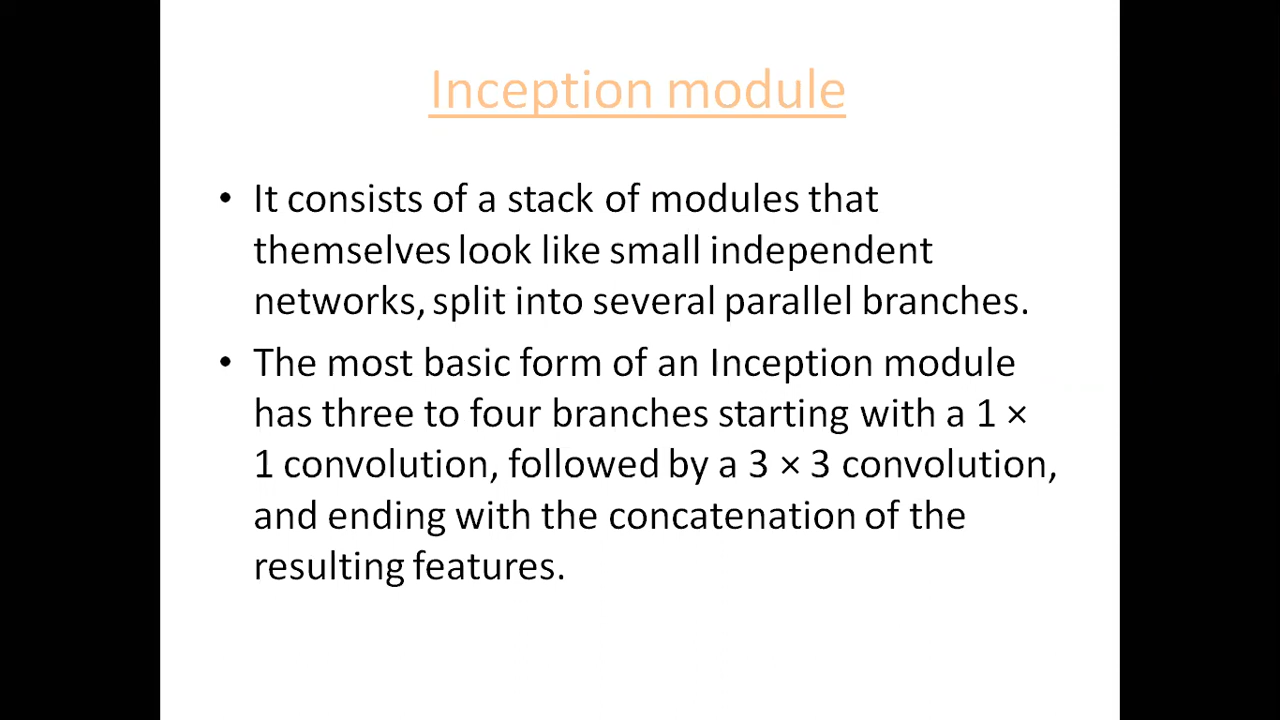 Inception module
• It consists of a stack of modules that
themselves look like small independent
networks, split into several parallel branches.
• The most basic form of an Inception module
has three to four branches starting with a 1 ×
1 convolution, followed by a 3 × 3 convolution,
and ending with the concatenation of the
resulting features.